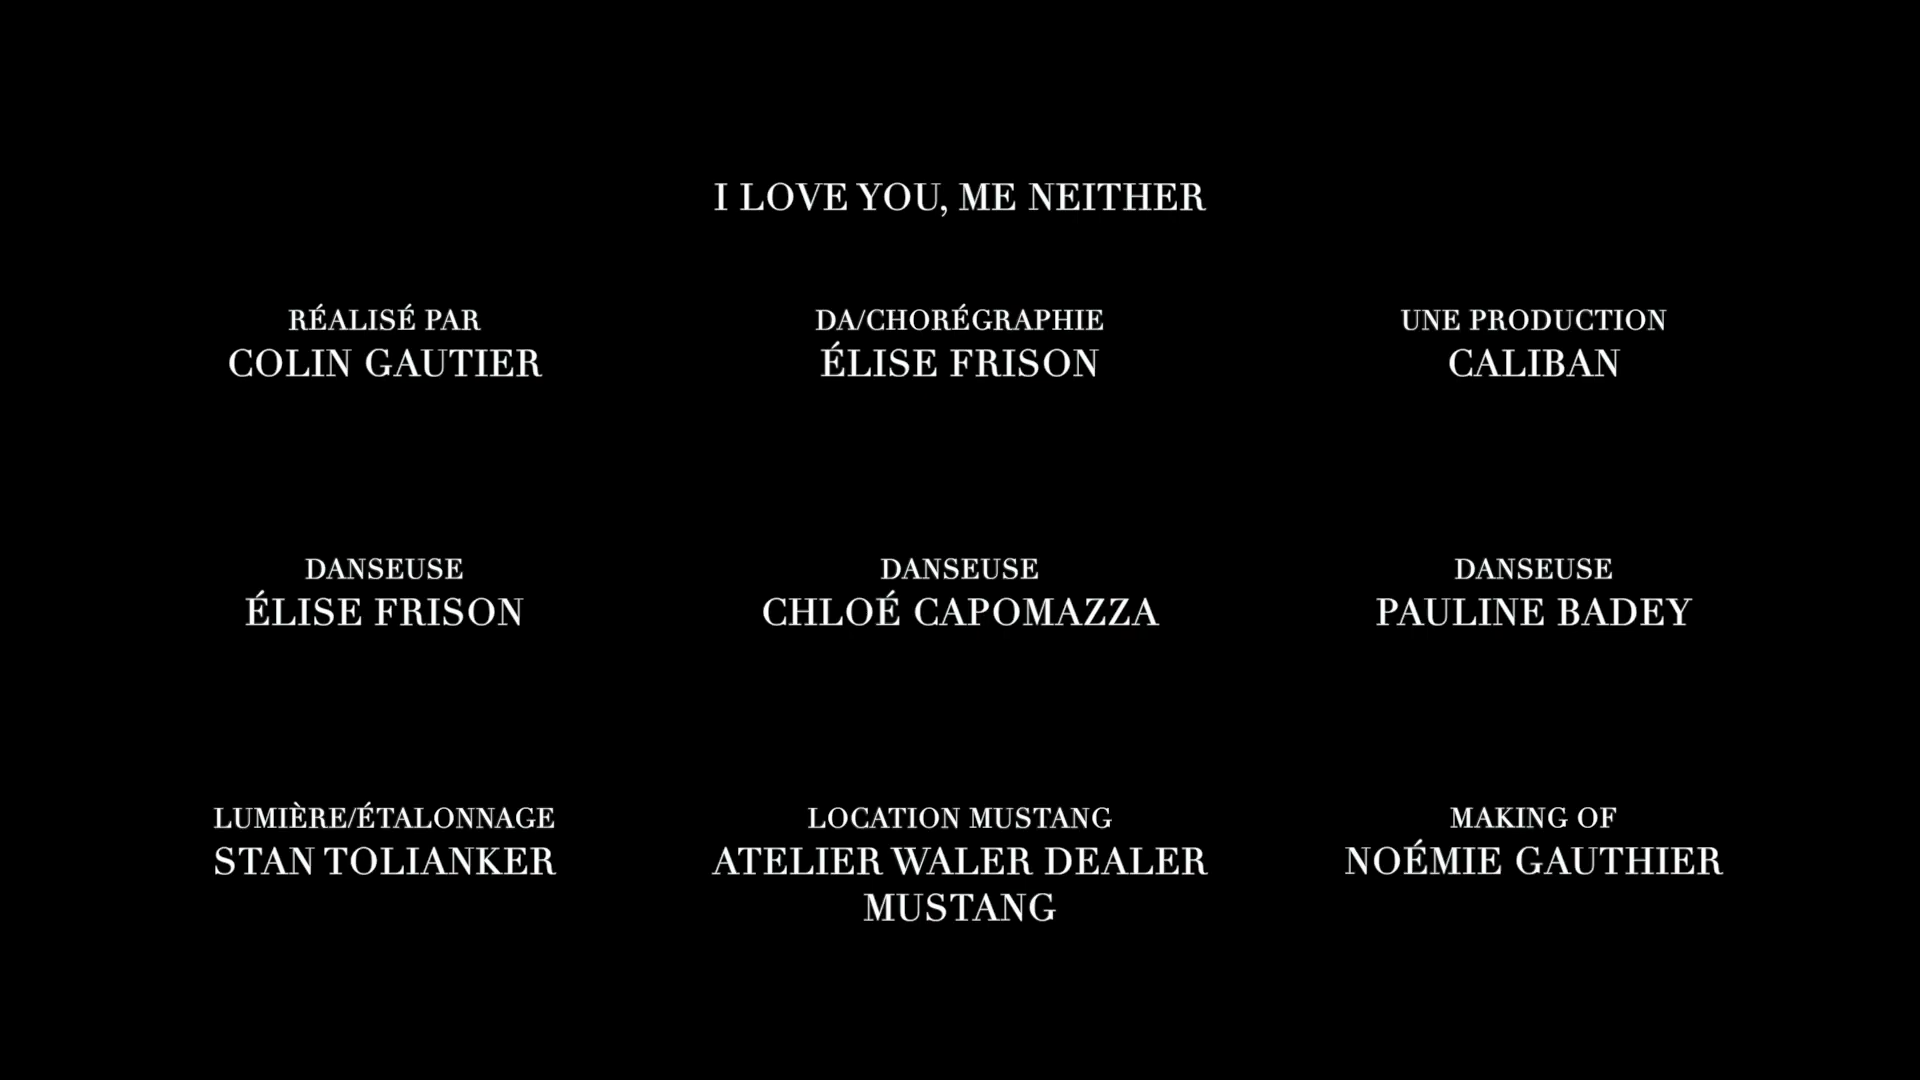 I LOVE YOU, ME NEITHER
RÉALISÉ PAR
COLIN GAUTIER
DA/CHORÉGRAPHIE
ÉLISE FRISON
UNE PRODUCTION
CALIBAN
DANSEUSE
ÉLISE FRISON
DANSEUSE
CHLOÉ CAPOMAZZA
DANSEUSE
PAULINE BADEY
LUMIÈRE/ÉTALONNAGE
STAN TOLIANKER
LOCATION MUSTANG
ATELIER WALER DEALER
MUSTANG
MAKING OF
NOÉMIE GAUTHIER